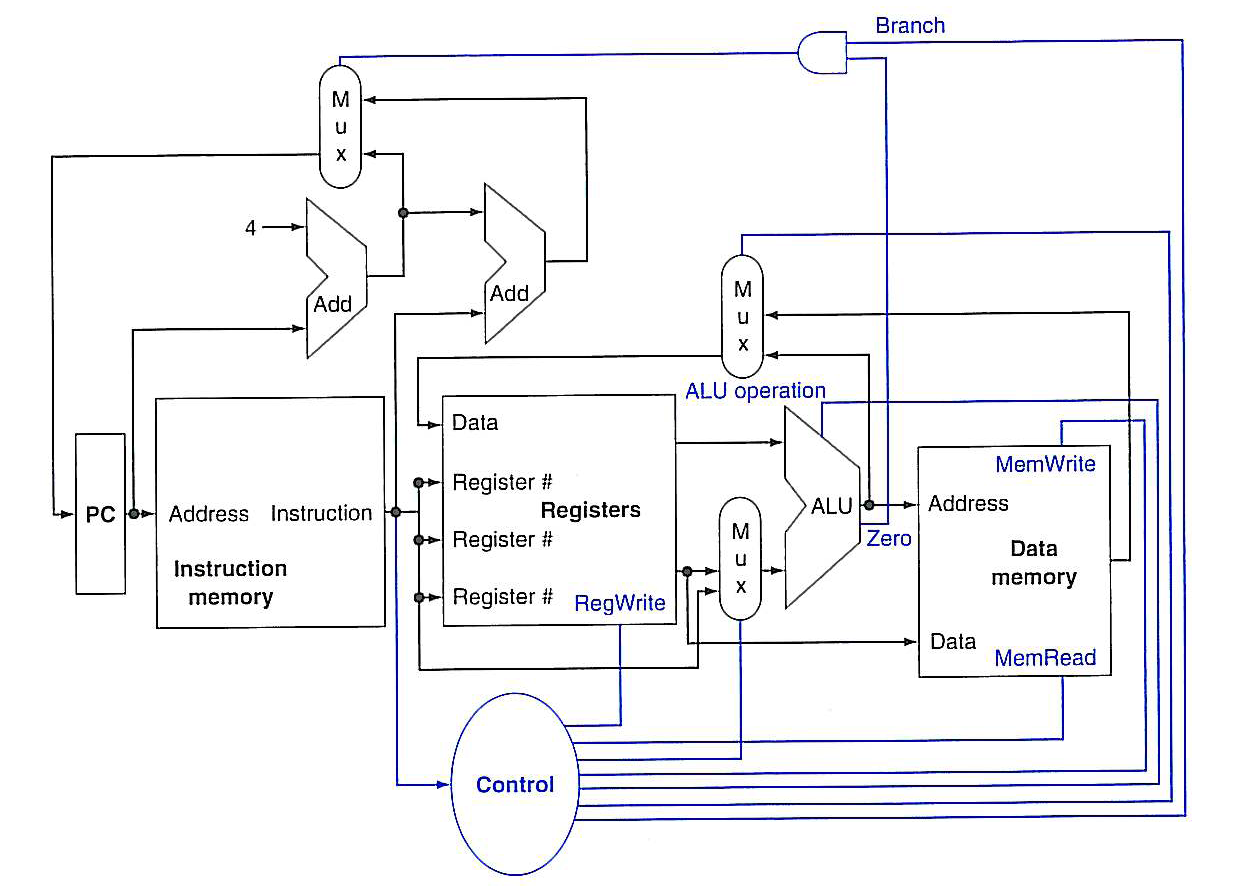 Branch
M
u
x
4
Add
Add
M
u
x
ALU operation
Data
Register #
Registers
Register #
Register #
RegWrite
PC
Address
Instruction
Instruction
memory
M
u
x
ALU
Zero
MemWrite
Address
Data
memory
Data
MemRead
Control